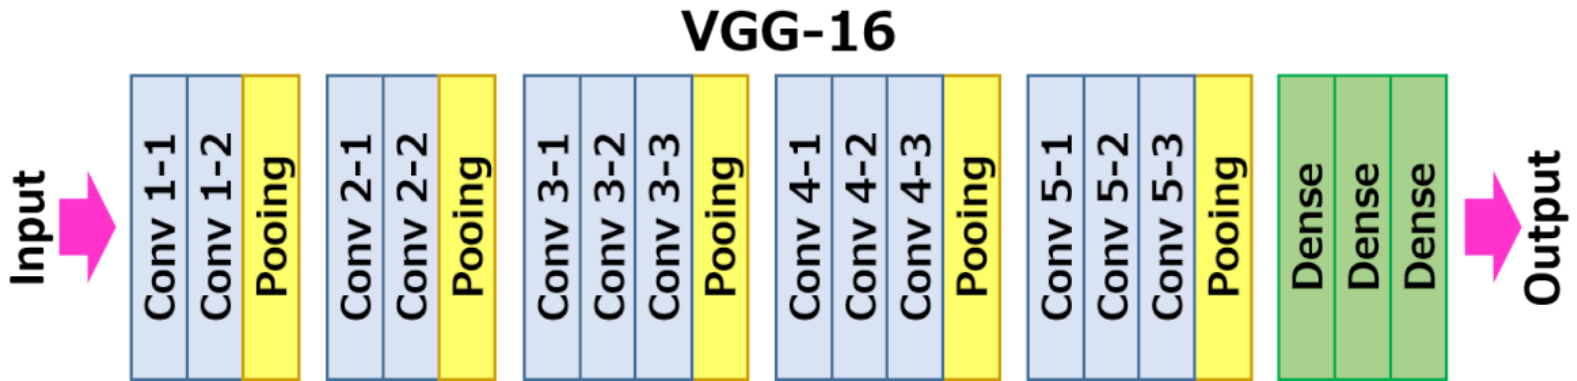 VGG-16
Input
Conv 1-1
Conv 1-2
Pooing
Conv 2-1
Conv 2-2
Pooing
Conv 3-1
Conv 3-2
Conv 3-3
Pooing
Conv 4-1
Conv 4-2
Conv 4-3
Pooing
Conv 5-1
Conv 5-2
Conv 5-3
Pooing
Dense
Dense
Dense
Output